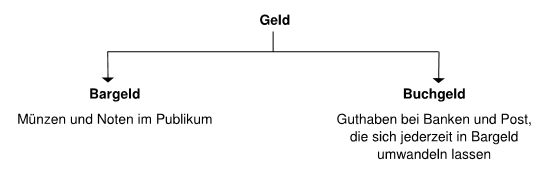 Geld
Bargeld
Münzen und Noten im Publikum
Buchgeld
Guthaben bei Banken und Post,
die sich jederzeit in Bargeld
umwandeln lassen